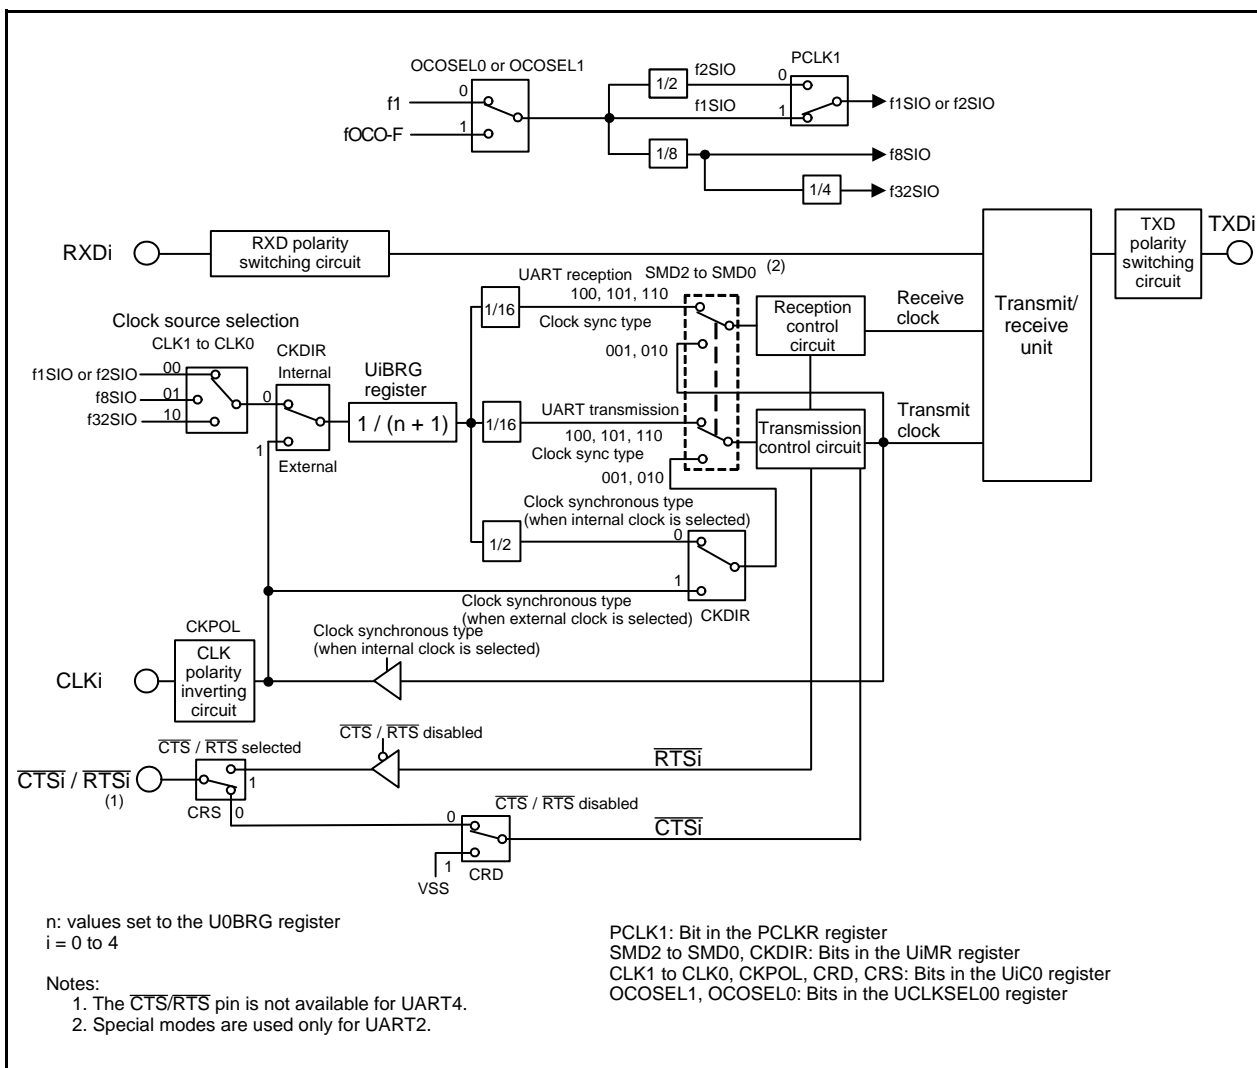 OCOSEL0 or OCOSEL1
PCLK1
f1
0
fOCO-F
1
1/2
f2SIO
0
f1SIO
1
f1SIO or f2SIO
1/8
f8SIO
1/4
f32SIO
RXDi
RXD polarity
switching circuit
TXD
polarity
switching
circuit
TXDi
UART reception
SMD2 to SMD0 (2)
1/16
100, 101, 110
Clock sync type
001, 010
Reception
control
circuit
Receive
clock
Transmit/
receive
unit
Clock source selection
CLK1 to CLK0
CKDIR
Internal
f1SIO or f2SIO
00
f8SIO
01
f32SIO
10
0
1
External
UiBRG
register
1 / (n + 1)
1/16
UART transmission
100, 101, 110
Clock sync type
001, 010
Transmission
control circuit
Transmit
clock
Clock synchronous type
(when internal clock is selected)
1/2
0
1
CKDIR
Clock synchronous type
(when external clock is selected)
CKPOL
Clock synchronous type
(when internal clock is selected)
CLKi
CLK
polarity
inverting
circuit
CTS / RTS selected
CTS / RTS disabled
CTSi / RTSi
(1)
1
0
CRS
RTSi
CTS / RTS disabled
0
1
VSS
CRD
CTSi
n: values set to the U0BRG register
i = 0 to 4
Notes:
1. The CTS/RTS pin is not available for UART4.
2. Special modes are used only for UART2.
PCLK1: Bit in the PCLKR register
SMD2 to SMD0, CKDIR: Bits in the UiMR register
CLK1 to CLK0, CKPOL, CRD, CRS: Bits in the UiC0 register
OCOSEL1, OCOSEL0: Bits in the UCLKSEL00 register